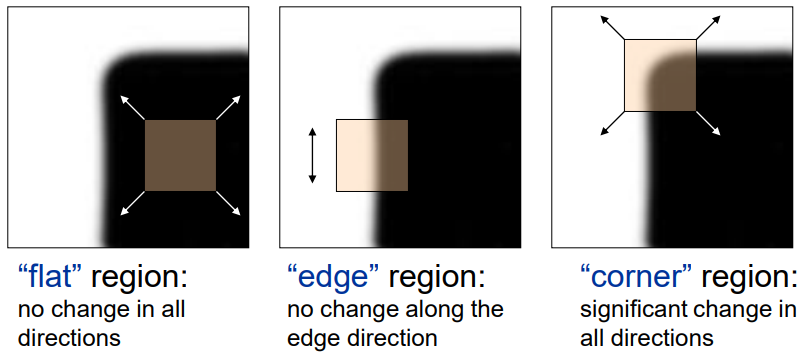 “flat” region:
no change in all
directions
“edge” region:
no change along the
edge direction
“corner” region:
significant change in
all directions